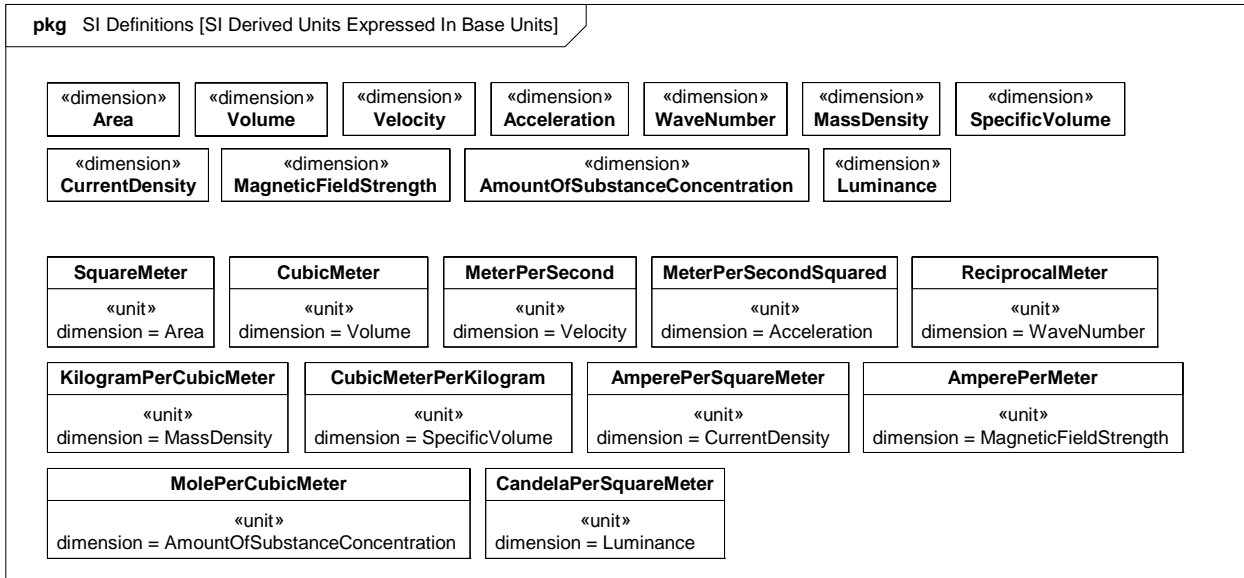 pkg SI Definitions [SI Derived Units Expressed In Base Units]
«dimension» «dimension» «dimension» «dimension» «dimension» «dimension» «dimension»
Area Volume Velocity Acceleration WaveNumber MassDensity SpecificVolume
«dimension» «dimension» «dimension» «dimension»
CurrentDensity MagneticFieldStrength AmountOfSubstanceConcentration Luminance
SquareMeter CubicMeter MeterPerSecond MeterPerSecondSquared ReciprocalMeter
«unit» «unit» «unit» «unit» «unit»
dimension = Area dimension = Volume dimension = Velocity dimension = Acceleration dimension = WaveNumber
KilogramPerCubicMeter CubicMeterPerKilogram AmperePerSquareMeter AmperePerMeter
«unit» «unit» «unit» «unit»
dimension = MassDensity dimension = SpecificVolume dimension = CurrentDensity dimension = MagneticFieldStrength
MolePerCubicMeter CandelaPerSquareMeter
«unit» «unit»
dimension = AmountOfSubstanceConcentration dimension = Luminance